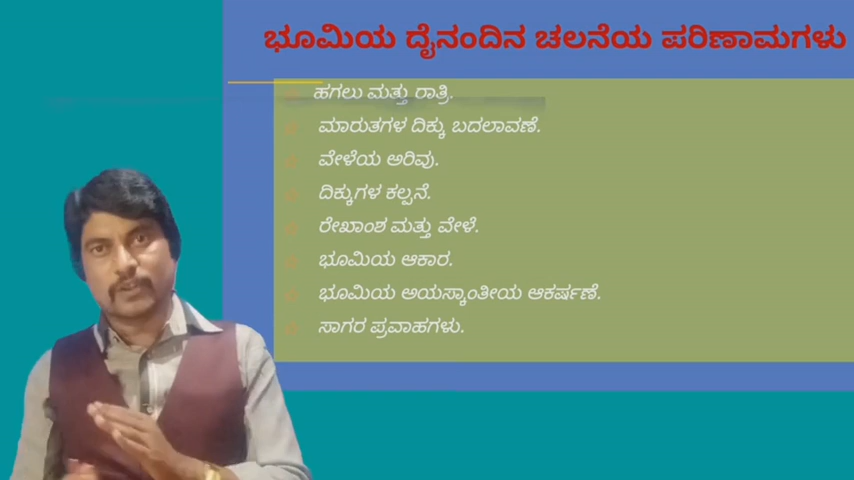 ಭೂಮಿಯ ದೈನಂದಿನ ಚಲನೆಯ ಪರಿಣಾಮಗಳು
ಹಗಲು ಮತ್ತು ರಾತ್ರಿ.
ಮಾರುತಗಳ ದಿಕ್ಕು ಬದಲಾವಣೆ.
ವೇಳೆಯ ಅರಿವು.
ದಿಕ್ಕುಗಳ ಕಲ್ಪನೆ.
ರೇಖಾಂಶ ಮತ್ತು ವೇಳೆ.
ಭೂಮಿಯ ಆಕಾರ.
ಭೂಮಿಯ ಅಯಸ್ಕಾಂತೀಯ ಆಕರ್ಷಣೆ.
ಸಾಗರ ಪ್ರವಾಹಗಳು.